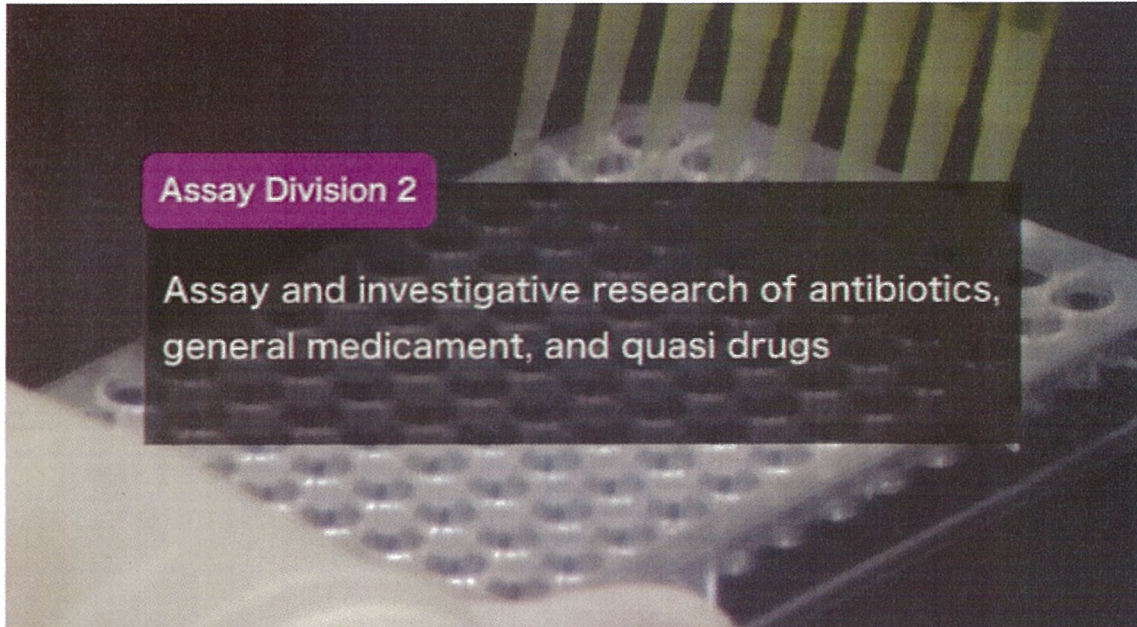 Assay Division 2
Assay and investigative research of antibiotics,
general medicament, and quasi drugs